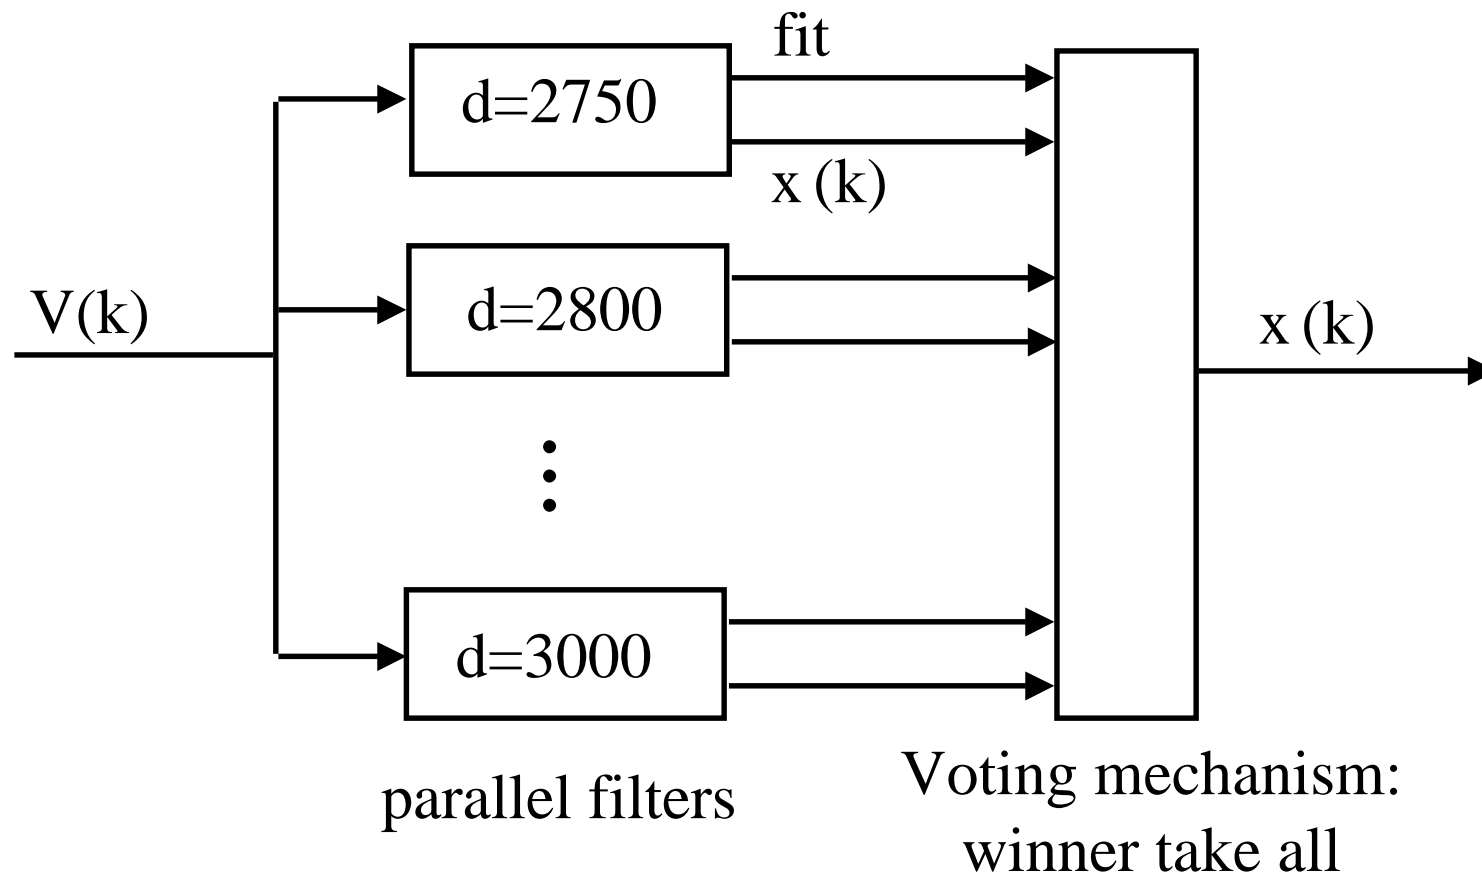 fit
d=2750
x (k)
d=2800
V(k)
x (k)
d=3000
parallel filters
Voting mechanism:
winner take all